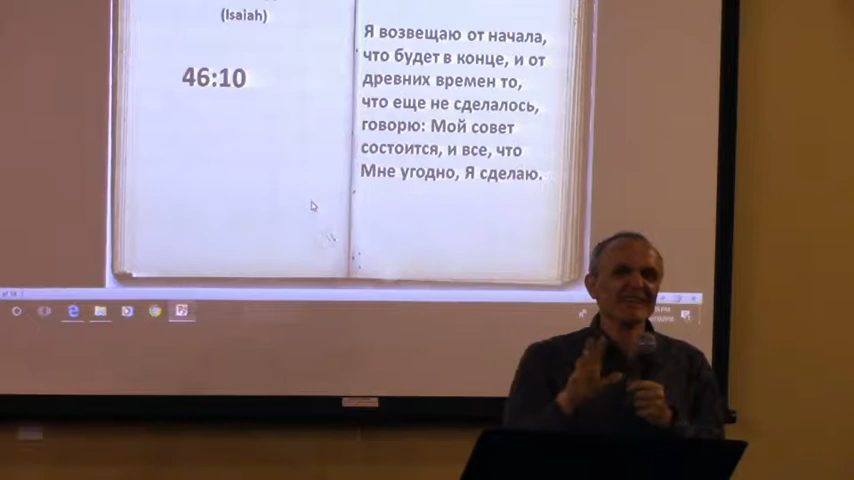 (Isaiah)
46:10
Я возвещаю от начала,
что будет в конце, и от
древних времен то,
что еще не сделалось,
говорю: Мой совет
состоится, и все, что
Мне угодно, Я сделаю.